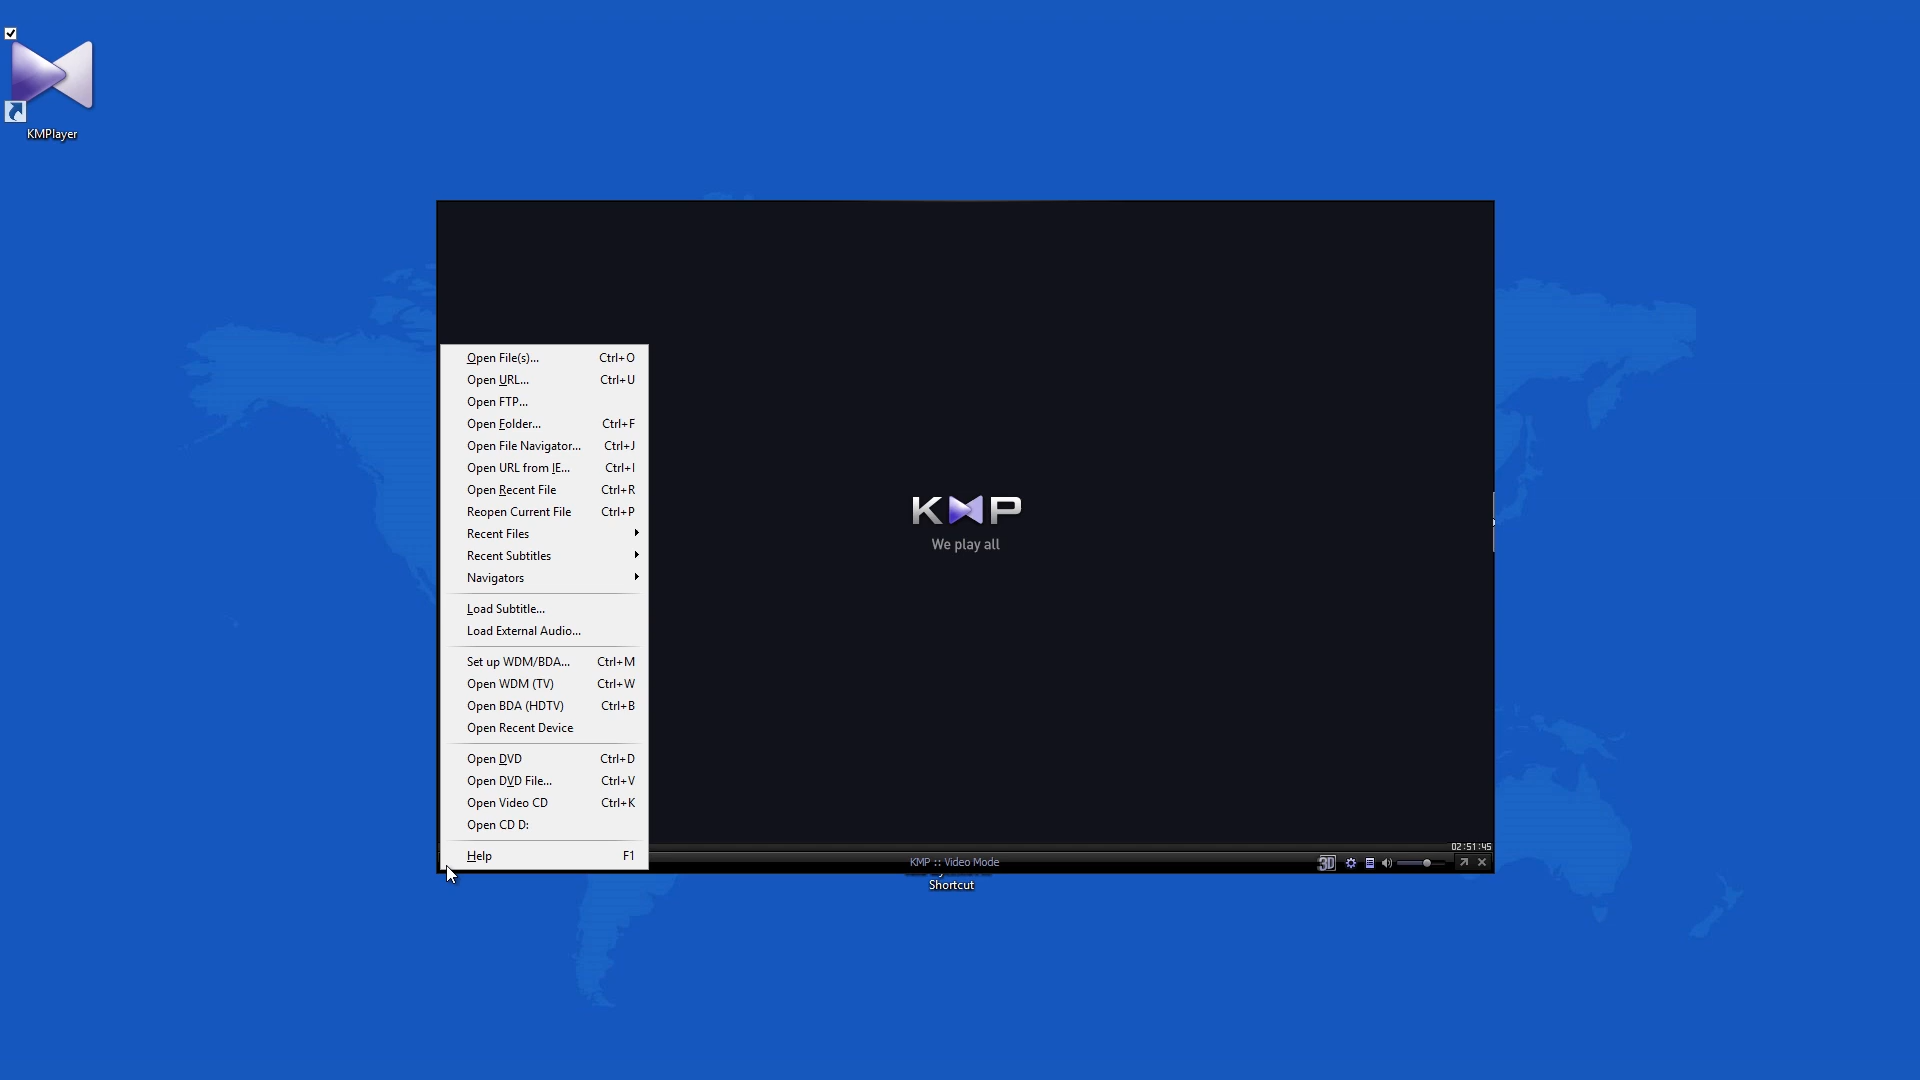 KMPlayer
Open File(s)... Ctrl+O
Open URL... Ctrl+U
Open FTP...
Open Folder... Ctrl+F
Open File Navigator... Ctrl+J
Open URL from IE... Ctrl+I
Open Recent File Ctrl+R
Reopen Current File Ctrl+P
Recent Files
Recent Subtitles
Navigators
Load Subtitle...
Load External Audio...
Set up WDM/BDA... Ctrl+M
Open WDM (TV) Ctrl+W
Open BDA (HDTV) Ctrl+B
Open Recent Device
Open DVD Ctrl+D
Open DVD File... Ctrl+V
Open Video CD Ctrl+K
Open CD D:
Help F1
KMP
We play all
02:51:45
KMP :: Video Mode
3D
Shortcut